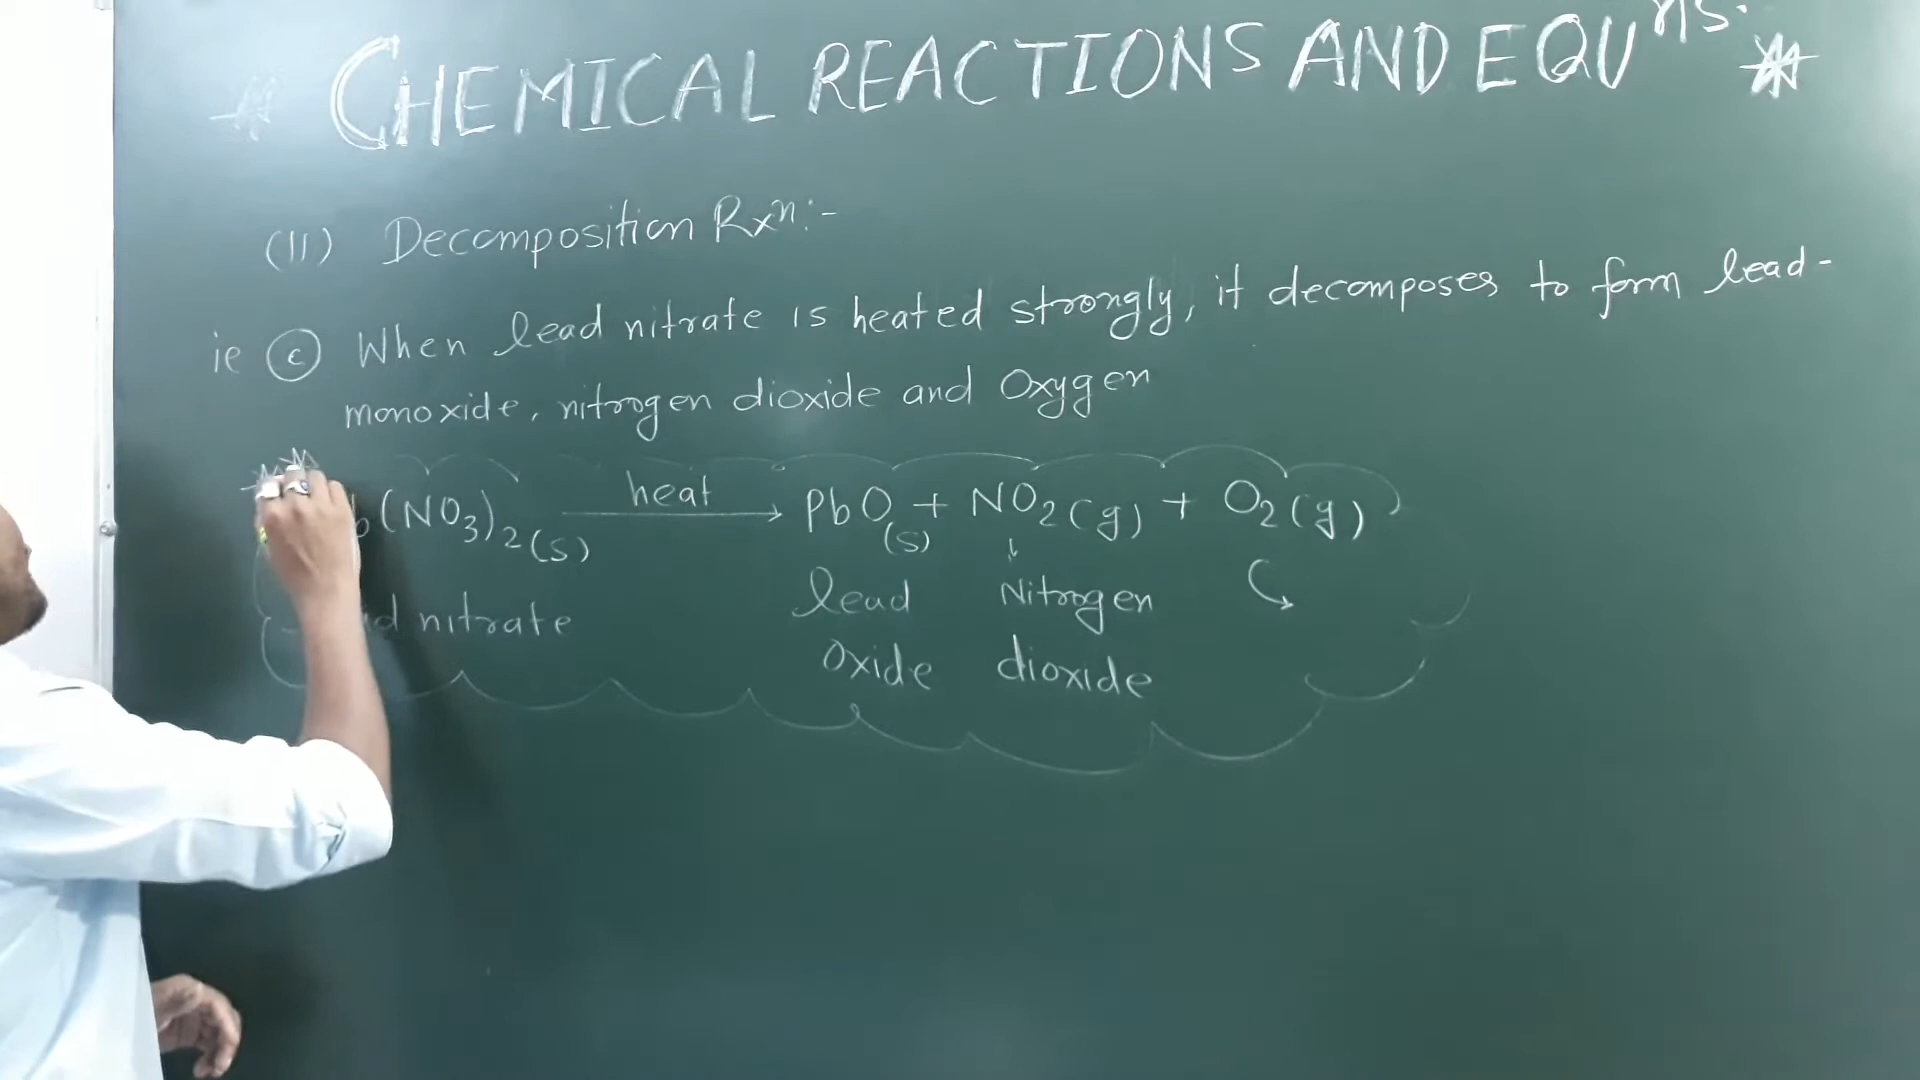 CHEMICAL REACTIONS AND EQUⁿˢ.
(II) Decomposition Rxⁿ:-
ie (c) When lead nitrate is heated strongly, it decomposes to form lead-
monoxide, nitrogen dioxide and Oxygen
(NO₃)₂(s) heat → PbO(s) + NO₂(g) + O₂(g)
nitrate lead Nitrogen
oxide dioxide